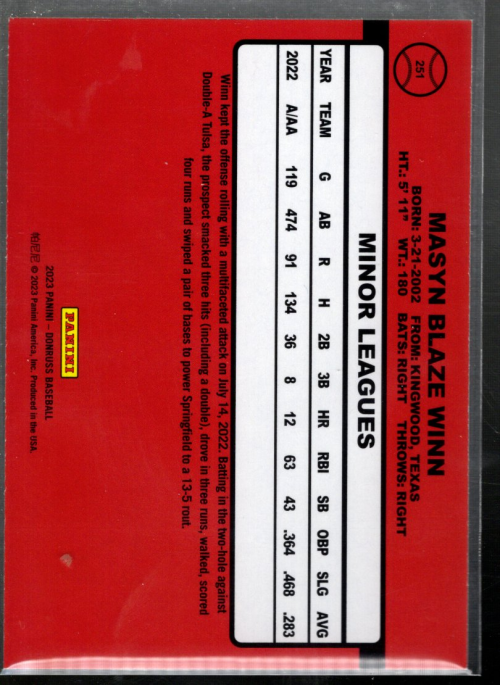 251
MASYN BLAZE WINN
BORN: 3-21-2002 FROM: KINGWOOD, TEXAS
HT.: 5' 11" WT.: 180 BATS: RIGHT THROWS: RIGHT
MINOR LEAGUES
YEAR TEAM G AB R H 2B 3B HR RBI SB OBP SLG AVG
2022 A/AA 119 474 91 134 36 8 12 63 43 .364 .468 .283
Winn kept the offense rolling with a multifaceted attack on July 14, 2022. Batting in the two-hole against
Double-A Tulsa, the prospect smacked three hits (including a double), drove in three runs, walked, scored
four runs and swiped a pair of bases to power Springfield to a 13-5 rout.
PANINI
2023 PANINI – DONRUSS BASEBALL
帕尼尼 © 2023 Panini America, Inc. Produced in the USA.